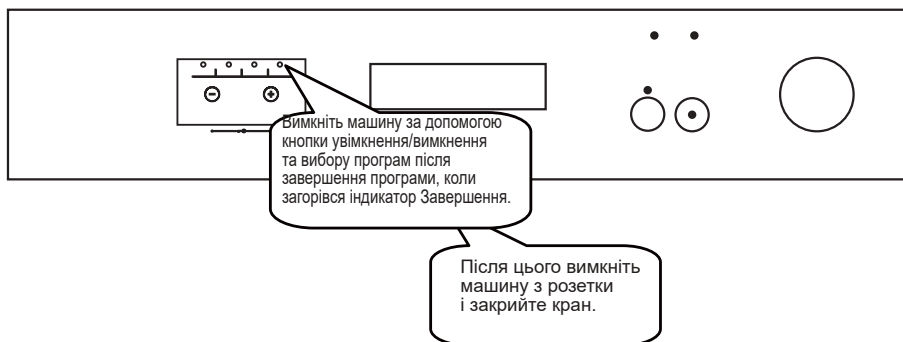 Вимкніть машину за допомогою
кнопки увімкнення/вимкнення
та вибору програм після
завершення програми, коли
загорівся індикатор Завершення.
Після цього вимкніть
машину з розетки
і закрийте кран.